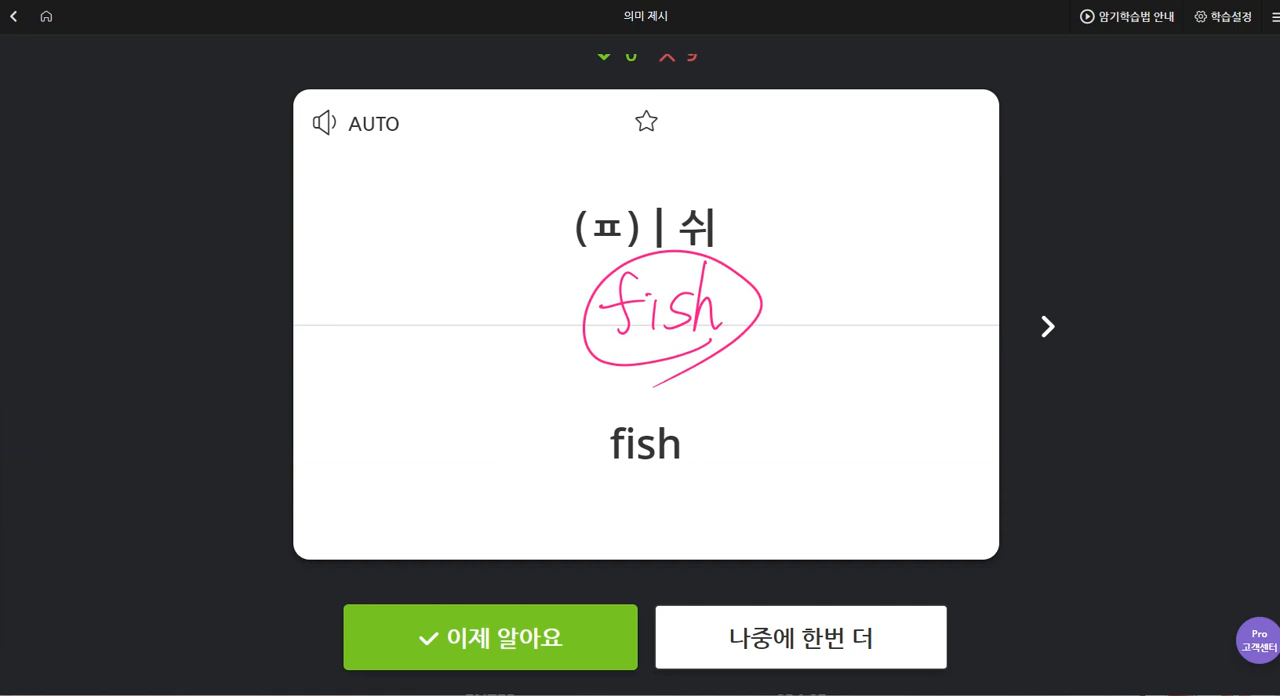 의미 제시
암기학습법 안내
학습설정
AUTO
(ㅍ)ㅣ쉬
fish
fish
이제 알아요
나중에 한번 더
Pro
고객센터